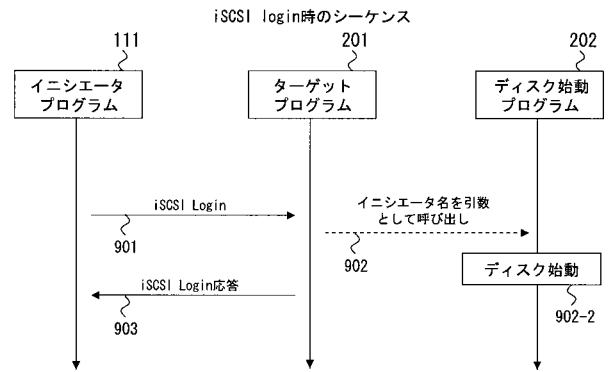 iSCSI login時のシーケンス
111
201
202
イニシエータ
プログラム
ターゲット
プログラム
ディスク始動
プログラム
iSCSI Login
901
イニシエータ名を引数
として呼び出し
902
ディスク始動
902-2
iSCSI Login応答
903